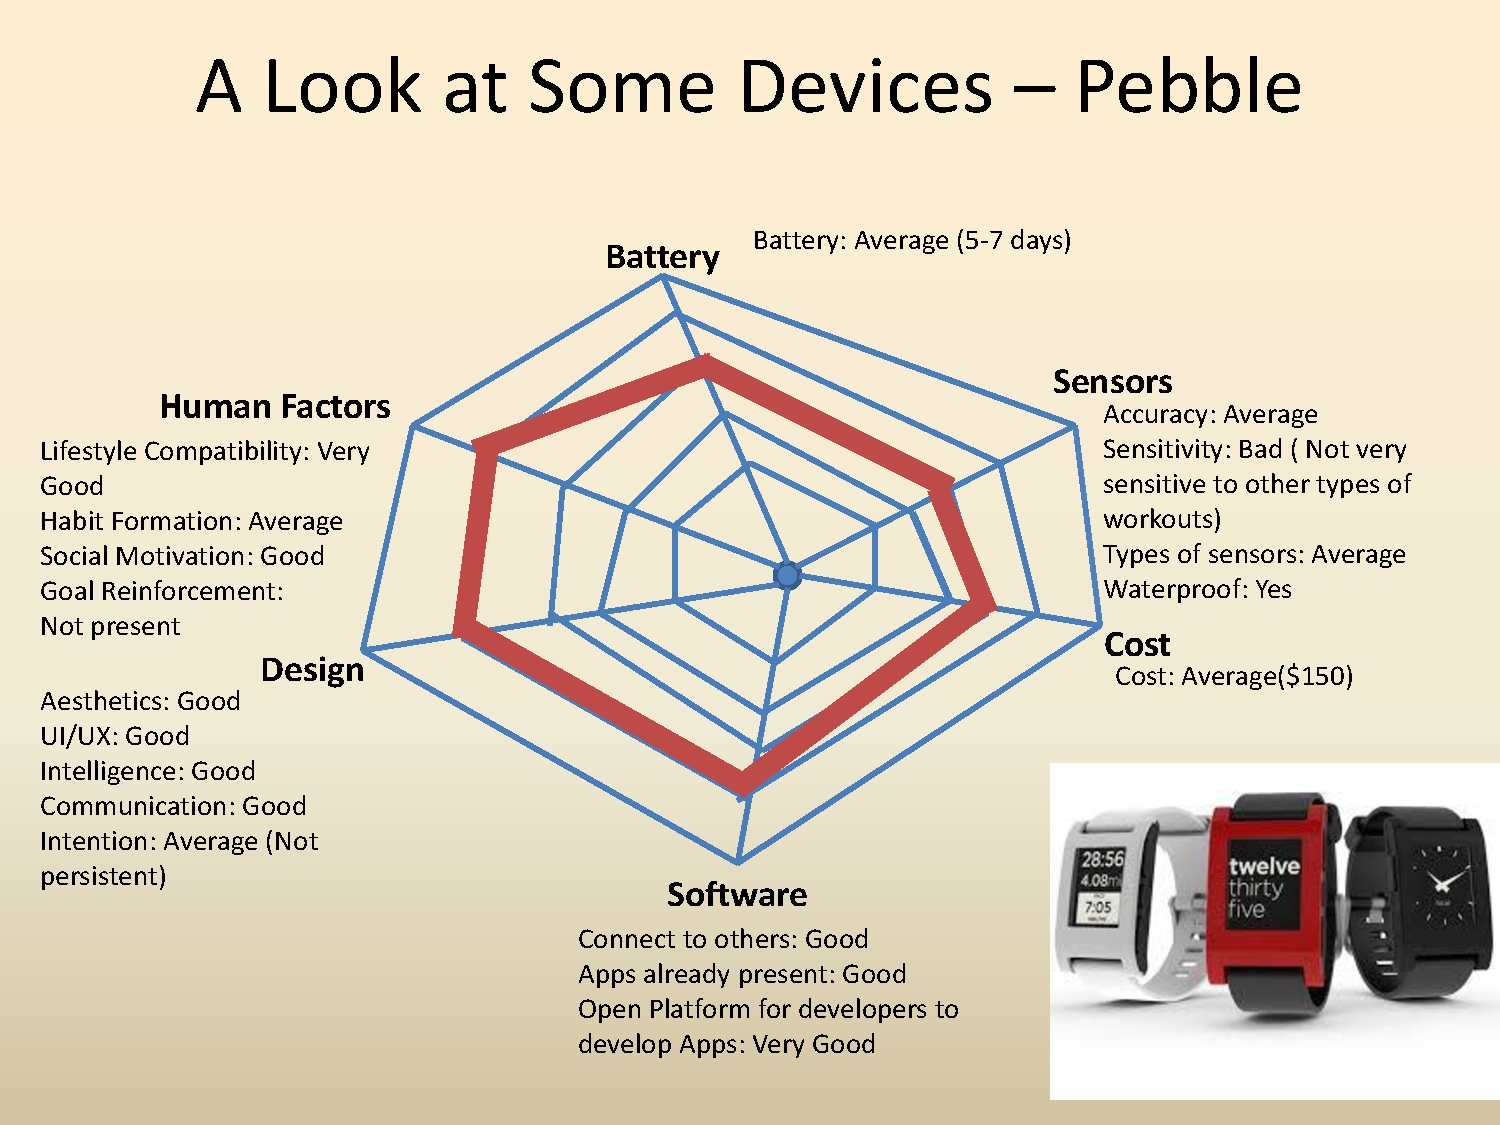 A Look at Some Devices – Pebble
Battery
Battery: Average (5-7 days)
Sensors
Accuracy: Average
Sensitivity: Bad ( Not very
sensitive to other types of
workouts)
Types of sensors: Average
Waterproof: Yes
Human Factors
Lifestyle Compatibility: Very
Good
Habit Formation: Average
Social Motivation: Good
Goal Reinforcement:
Not present
Cost
Cost: Average($150)
Design
Aesthetics: Good
UI/UX: Good
Intelligence: Good
Communication: Good
Intention: Average (Not
persistent)
Software
Connect to others: Good
Apps already present: Good
Open Platform for developers to
develop Apps: Very Good
28:56
4.08mi
7:05
twelve
thirty
five